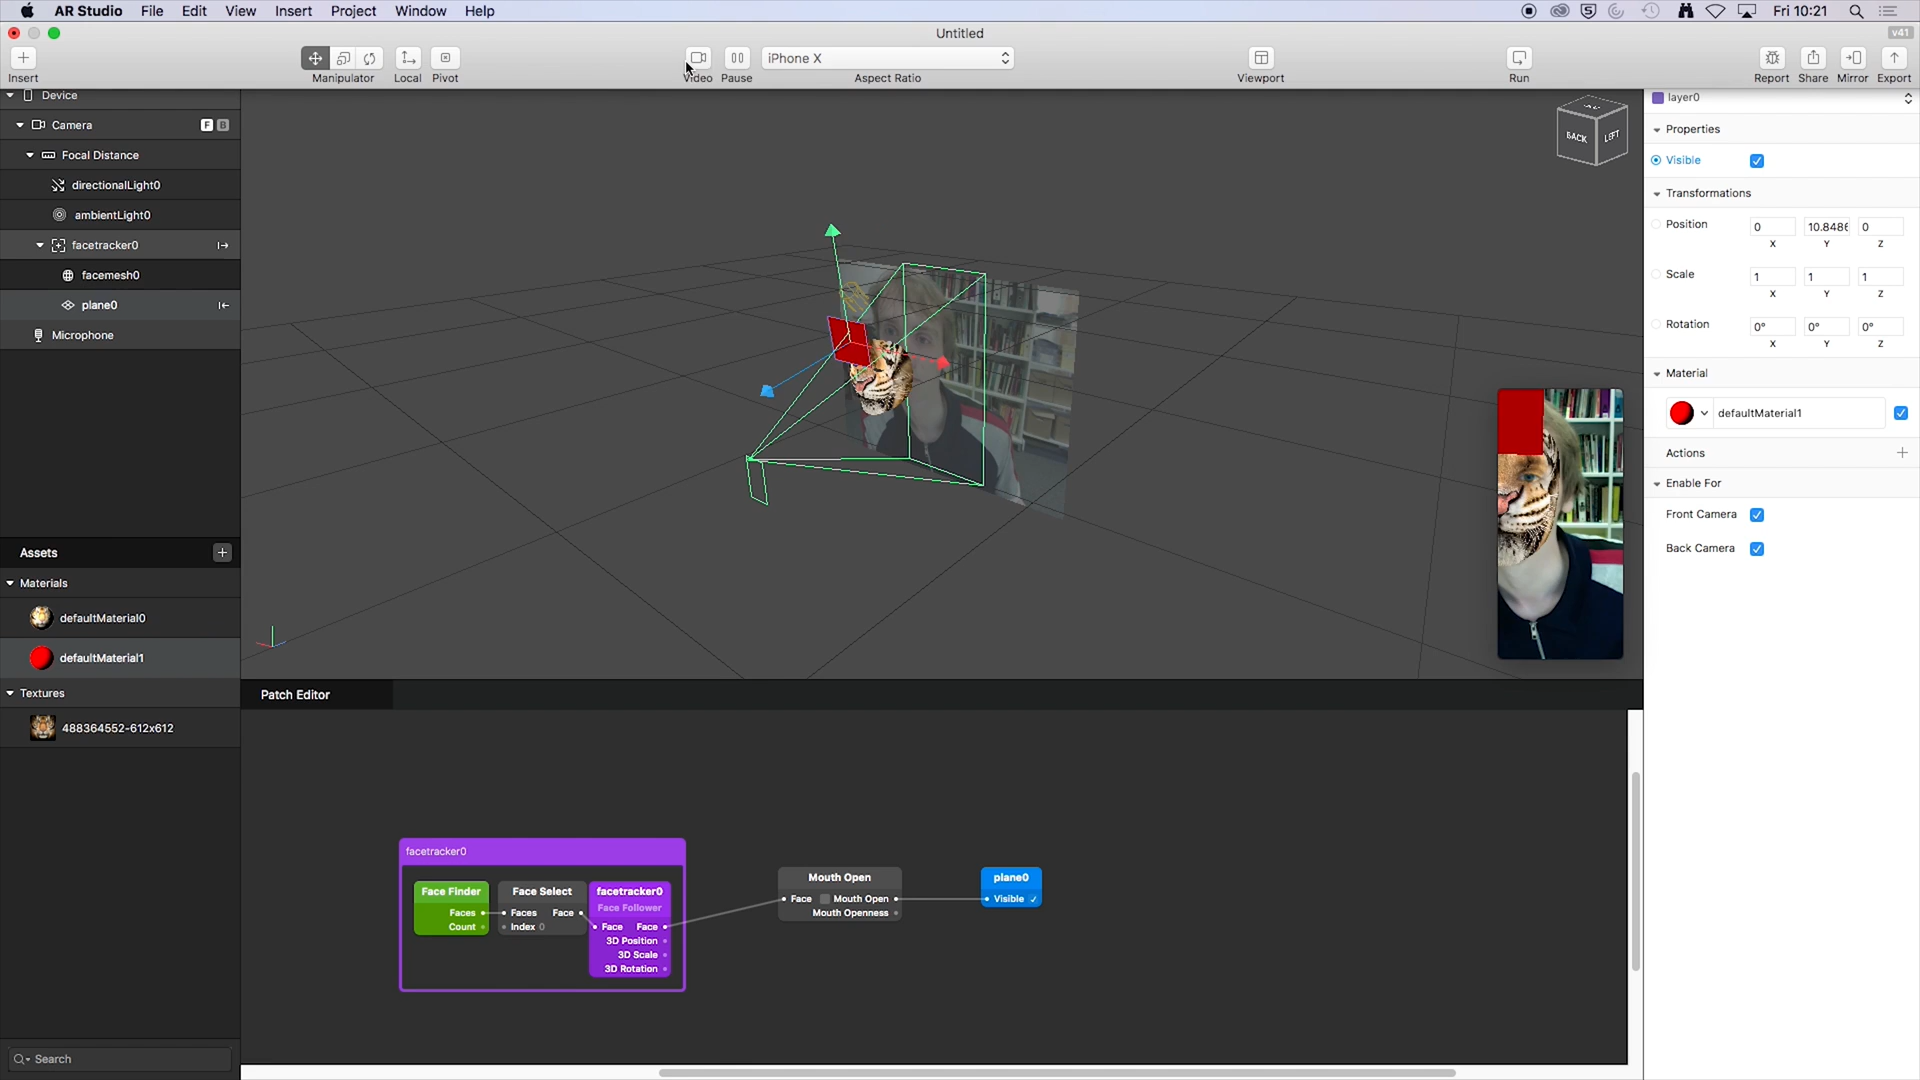 AR Studio File Edit View Insert Project Window Help
Fri 10:21
Untitled
v41
Insert
Manipulator
Local
Pivot
Video
Pause
iPhone X
Aspect Ratio
Viewport
Run
Report
Share
Mirror
Export
Device
Camera
F B
Focal Distance
directionalLight0
ambientLight0
facetracker0
facemesh0
plane0
Microphone
Assets
Materials
defaultMaterial0
defaultMaterial1
Textures
488364552-612x612
Search
BACK
LEFT
Patch Editor
facetracker0
Face Finder
Faces
Count
Face Select
Faces Face
Index 0
facetracker0
Face Follower
Face Face
3D Position
3D Scale
3D Rotation
Mouth Open
Face Mouth Open
Mouth Openness
plane0
Visible
layer0
Properties
Visible
Transformations
Position 0 10.848 0
X Y Z
Scale 1 1 1
X Y Z
Rotation 0° 0° 0°
X Y Z
Material
defaultMaterial1
Actions
Enable For
Front Camera
Back Camera